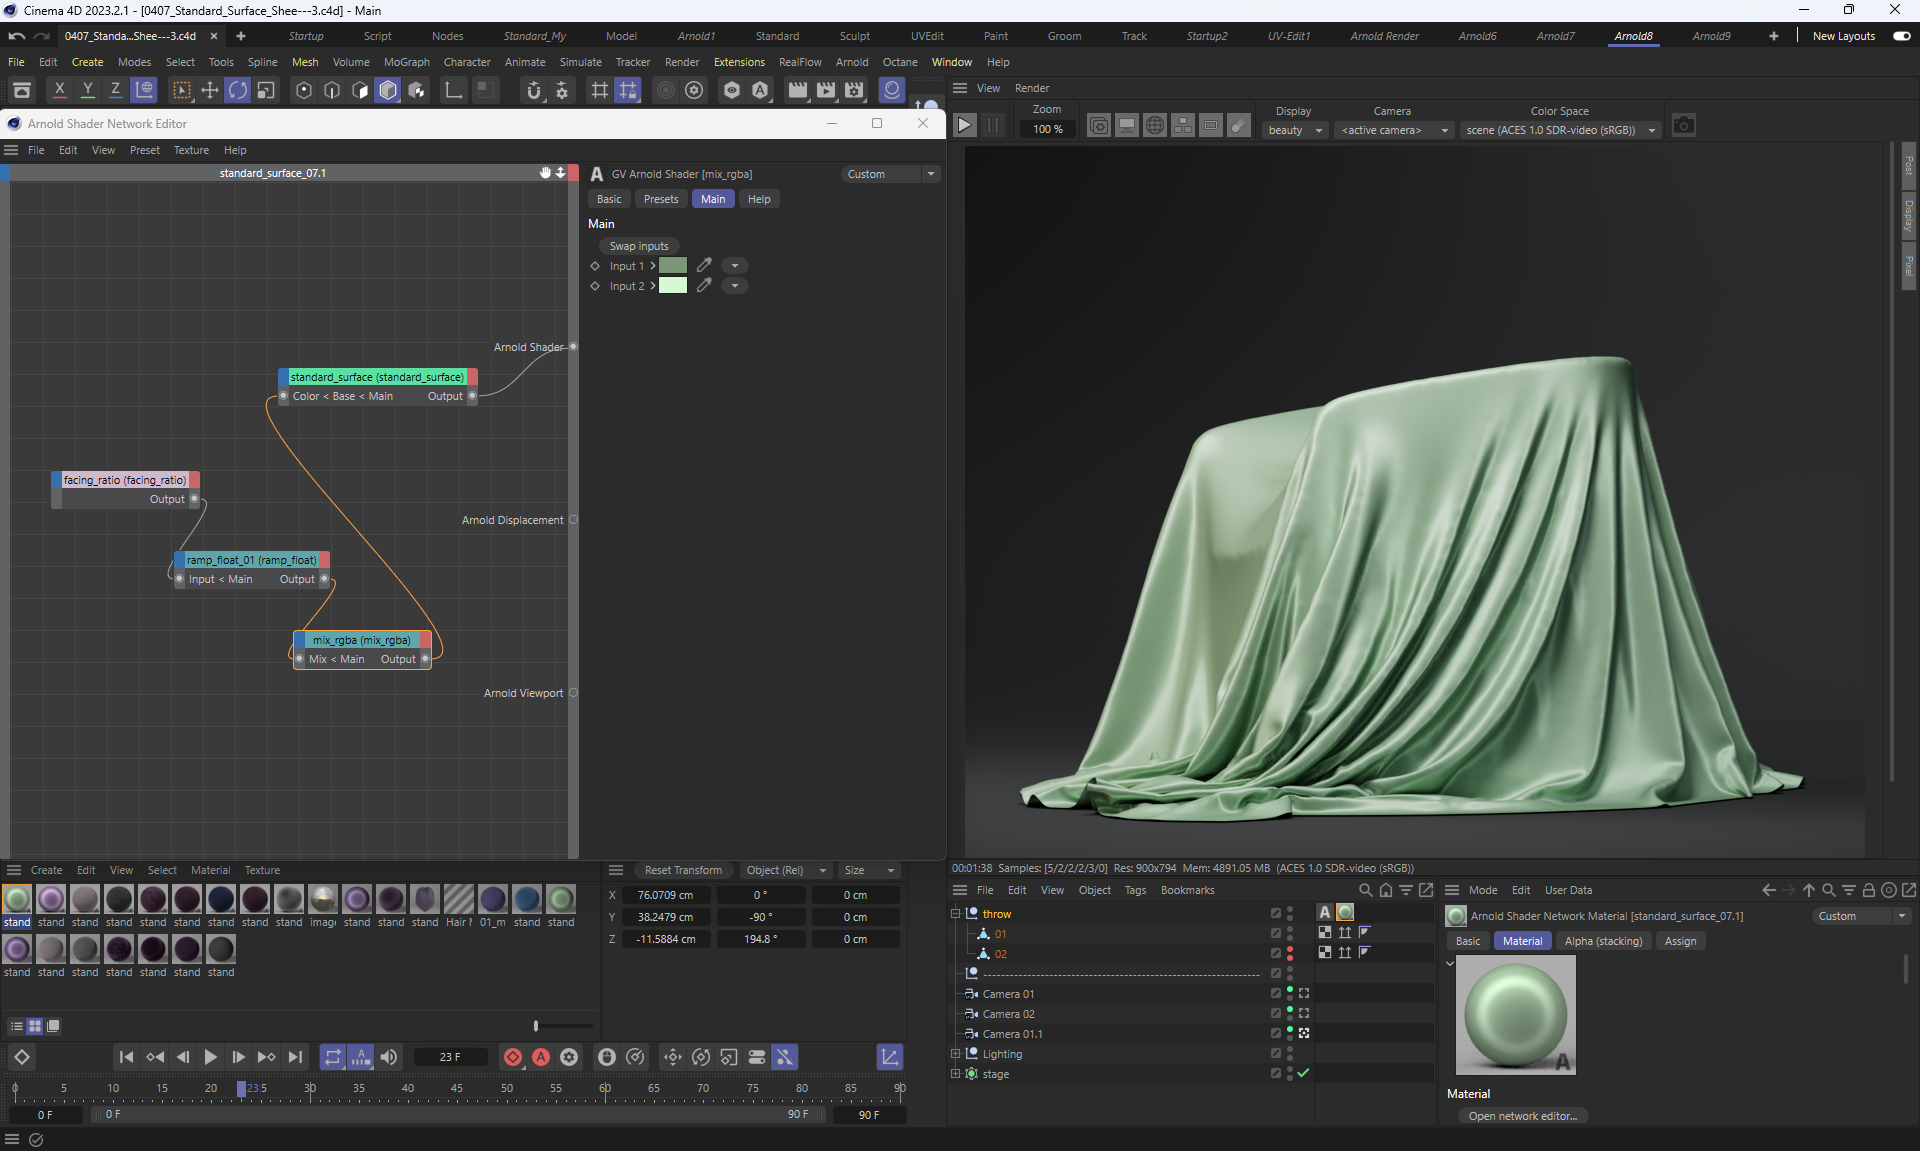 Cinema 4D 2023.2.1 - [0407_Standard_Surface_Shee---3.c4d] - Main
0407_Standa...Shee---3.c4d × + Startup Script Nodes Standard_My Model Arnold1 Standard Sculpt UVEdit Paint Groom Track Startup2 UV-Edit1 Arnold Render Arnold6 Arnold7 Arnold8 Arnold9 + New Layouts
File Edit Create Modes Select Tools Spline Mesh Volume MoGraph Character Animate Simulate Tracker Render Extensions RealFlow Arnold Octane Window Help
X Y Z
View Render
Zoom Display Camera Color Space
100 % beauty <active camera> scene (ACES 1.0 SDR-video (sRGB))
Post
Display
Pixel
Arnold Shader Network Editor
File Edit View Preset Texture Help
standard_surface_07.1
Arnold Shader
standard_surface (standard_surface)
Color < Base < Main Output
facing_ratio (facing_ratio)
Output
Arnold Displacement
ramp_float_01 (ramp_float)
Input < Main Output
mix_rgba (mix_rgba)
Mix < Main Output
Arnold Viewport
A GV Arnold Shader [mix_rgba] Custom
Basic Presets Main Help
Main
Swap inputs
Input 1 >
Input 2 >
00:01:38 Samples: [5/2/2/2/3/0] Res: 900x794 Mem: 4891.05 MB (ACES 1.0 SDR-video (sRGB))
Create Edit View Select Material Texture
stand stand stand stand stand stand stand stand stand imag stand stand stand Hair 01_m stand stand
stand stand stand stand stand stand stand
Reset Transform Object (Rel) Size
X 76.0709 cm 0 ° 0 cm
Y 38.2479 cm -90 ° 0 cm
Z -11.5884 cm 194.8 ° 0 cm
23 F
0 5 10 15 20 23.5 30 35 40 45 50 55 60 65 70 75 80 85 90
0 F 0 F 90 F 90 F
File Edit View Object Tags Bookmarks
throw A
01
02
--------------------------------------------------------------
Camera 01
Camera 02
Camera 01.1
Lighting
stage
Mode Edit User Data
Arnold Shader Network Material [standard_surface_07.1] Custom
Basic Material Alpha (stacking) Assign
A
Material
Open network editor...